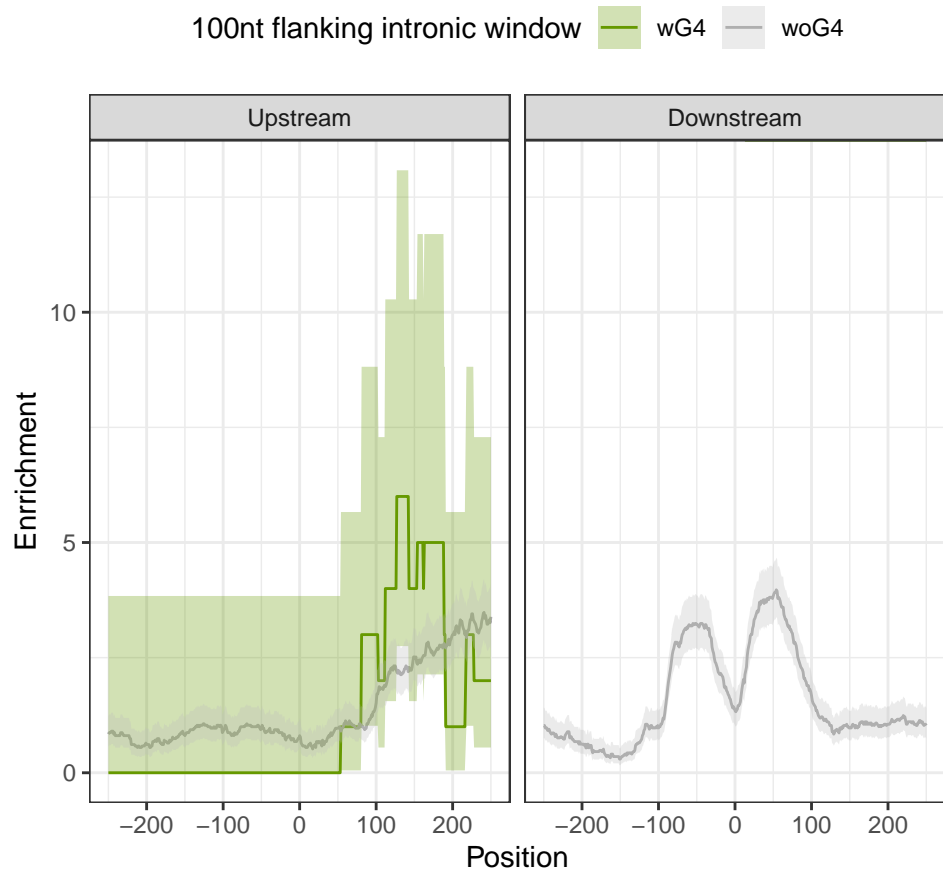 100nt flanking intronic window wG4 woG4
Upstream Downstream
10
5
0
Enrrichment
−200 −100 0 100 200 −200 −100 0 100 200
Position